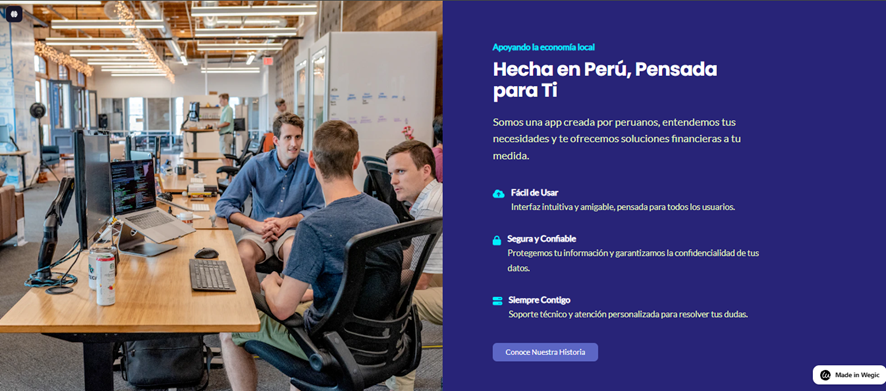 Apoyando la economía local
Hecha en Perú, Pensada
para Ti
Somos una app creada por peruanos, entendemos tus
necesidades y te ofrecemos soluciones financieras a tu
medida.
Fácil de Usar
Interfaz intuitiva y amigable, pensada para todos los usuarios.
Segura y Confiable
Protegemos tu información y garantizamos la confidencialidad de tus
datos.
Siempre Contigo
Soporte técnico y atención personalizada para resolver tus dudas.
Conoce Nuestra Historia
Made in Wegic